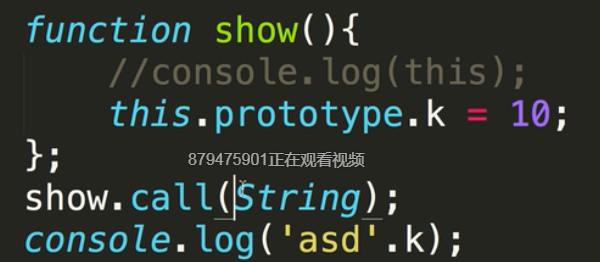 function show(){
//console.log(this);
this.prototype.k = 10;
};
879475901正在观看视频
show.call(String);
console.log('asd'.k);